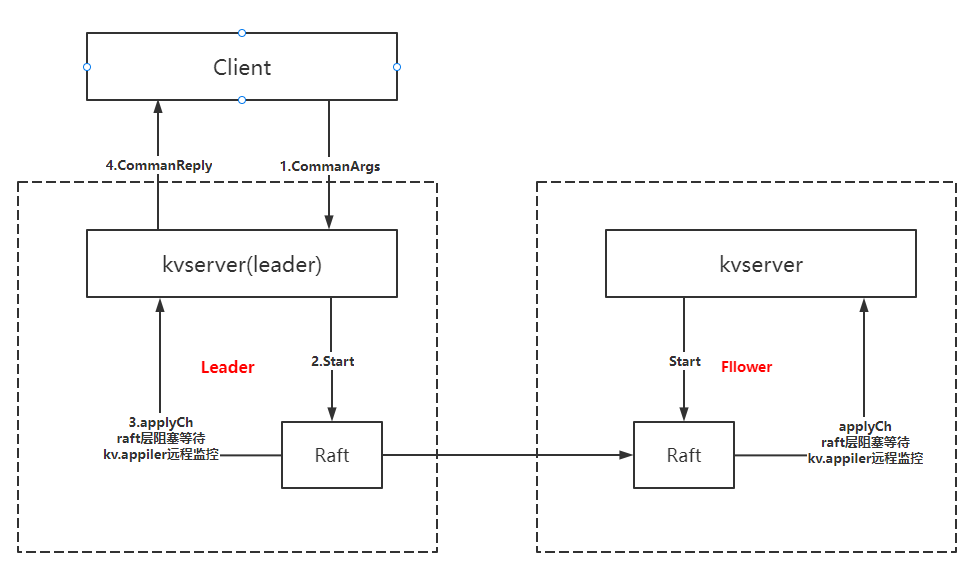 Client
4.CommanReply
1.CommanArgs
kvserver(leader)
kvserver
Leader
2.Start
Start
Fllower
3.applyCh
raft层阻塞等待
kv.appiler远程监控
Raft
Raft
applyCh
raft层阻塞等待
kv.appiler远程监控